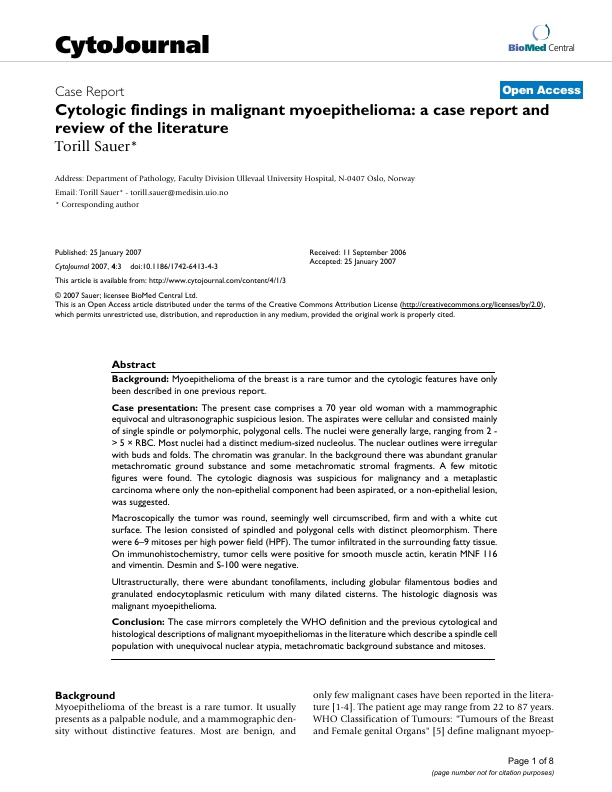 CytoJournal
BioMed Central
Open Access
Case Report
Cytologic findings in malignant myoepithelioma: a case report and
review of the literature
Torill Sauer*
Address: Department of Pathology, Faculty Division Ullevaal University Hospital, N-0407 Oslo, Norway
Email: Torill Sauer* - torill.sauer@medisin.uio.no
* Corresponding author
Published: 25 January 2007
CytoJournal 2007, 4:3 doi:10.1186/1742-6413-4-3
Received: 11 September 2006
Accepted: 25 January 2007
This article is available from: http://www.cytojournal.com/content/4/1/3
© 2007 Sauer; licensee BioMed Central Ltd.
This is an Open Access article distributed under the terms of the Creative Commons Attribution License (http://creativecommons.org/licenses/by/2.0),
which permits unrestricted use, distribution, and reproduction in any medium, provided the original work is properly cited.
Abstract
Background: Myoepithelioma of the breast is a rare tumor and the cytologic features have only
been described in one previous report.
Case presentation: The present case comprises a 70 year old woman with a mammographic
equivocal and ultrasonographic suspicious lesion. The aspirates were cellular and consisted mainly
of single spindle or polymorphic, polygonal cells. The nuclei were generally large, ranging from 2 -
> 5 × RBC. Most nuclei had a distinct medium-sized nucleolus. The nuclear outlines were irregular
with buds and folds. The chromatin was granular. In the background there was abundant granular
metachromatic ground substance and some metachromatic stromal fragments. A few mitotic
figures were found. The cytologic diagnosis was suspicious for malignancy and a metaplastic
carcinoma where only the non-epithelial component had been aspirated, or a non-epithelial lesion,
was suggested.
Macroscopically the tumor was round, seemingly well circumscribed, firm and with a white cut
surface. The lesion consisted of spindled and polygonal cells with distinct pleomorphism. There
were 6–9 mitoses per high power field (HPF). The tumor infiltrated in the surrounding fatty tissue.
On immunohistochemistry, tumor cells were positive for smooth muscle actin, keratin MNF 116
and vimentin. Desmin and S-100 were negative.
Ultrastructurally, there were abundant tonofilaments, including globular filamentous bodies and
granulated endocytoplasmic reticulum with many dilated cisterns. The histologic diagnosis was
malignant myoepithelioma.
Conclusion: The case mirrors completely the WHO definition and the previous cytological and
histological descriptions of malignant myoepitheliomas in the literature which describe a spindle cell
population with unequivocal nuclear atypia, metachromatic background substance and mitoses.
Background
Myoepithelioma of the breast is a rare tumor. It usually
presents as a palpable nodule, and a mammographic den-
sity without distinctive features. Most are benign, and
only few malignant cases have been reported in the litera-
ture [1-4]. The patient age may range from 22 to 87 years.
WHO Classification of Tumours: "Tumours of the Breast
and Female genital Organs" [5] define malignant myoep-
Page 1 of 8
(page number not for citation purposes)